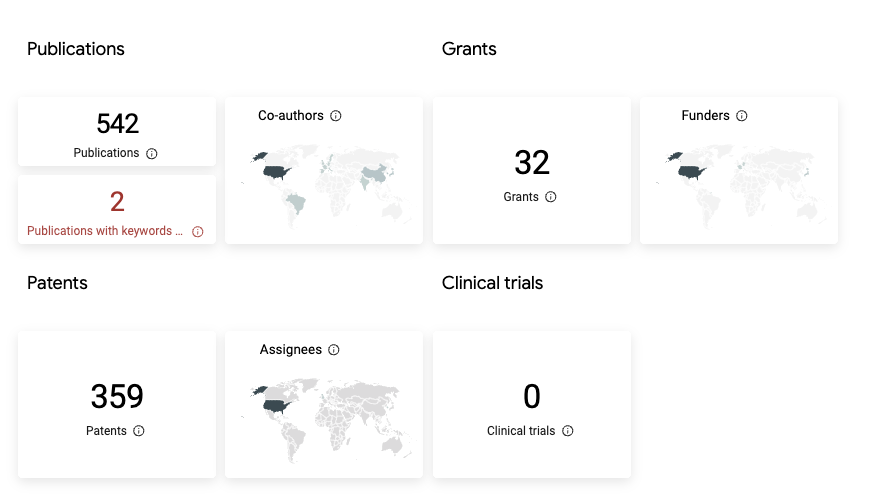 Publications
Grants
542
Publications
2
Publications with keywords ...
Co-authors
32
Grants
Funders
Patents
Clinical trials
359
Patents
Assignees
0
Clinical trials